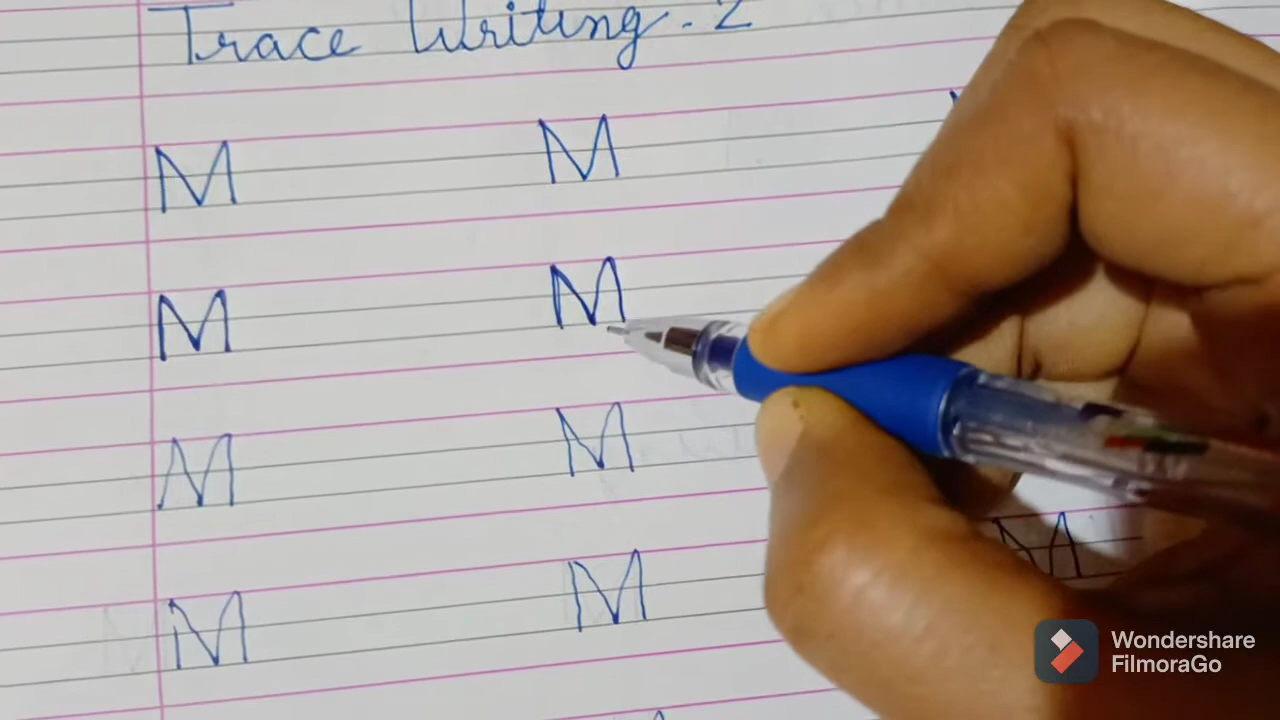 Trace Writing. 2
M M
M M
M M M
M M
Wondershare
FilmoraGo